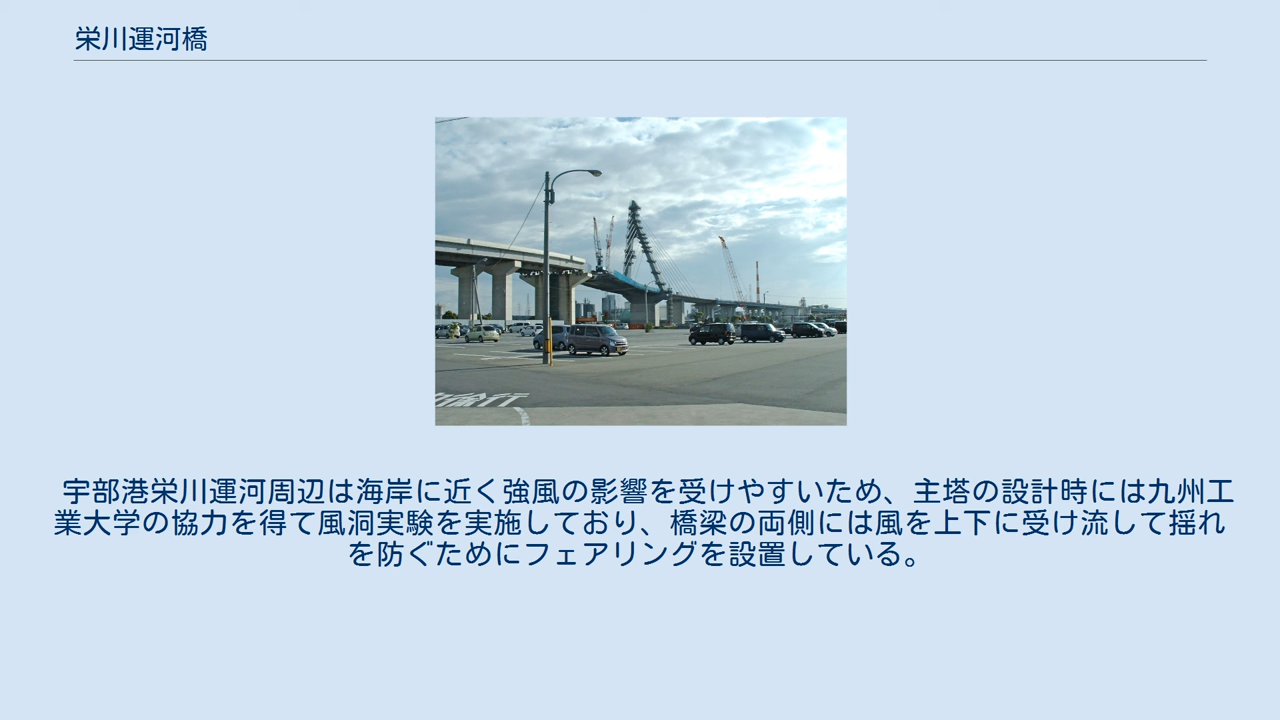 栄川運河橋
宇部港栄川運河周辺は海岸に近く強風の影響を受けやすいため、主塔の設計時には九州工
業大学の協力を得て風洞実験を実施しており、橋梁の両側には風を上下に受け流して揺れ
を防ぐためにフェアリングを設置している。